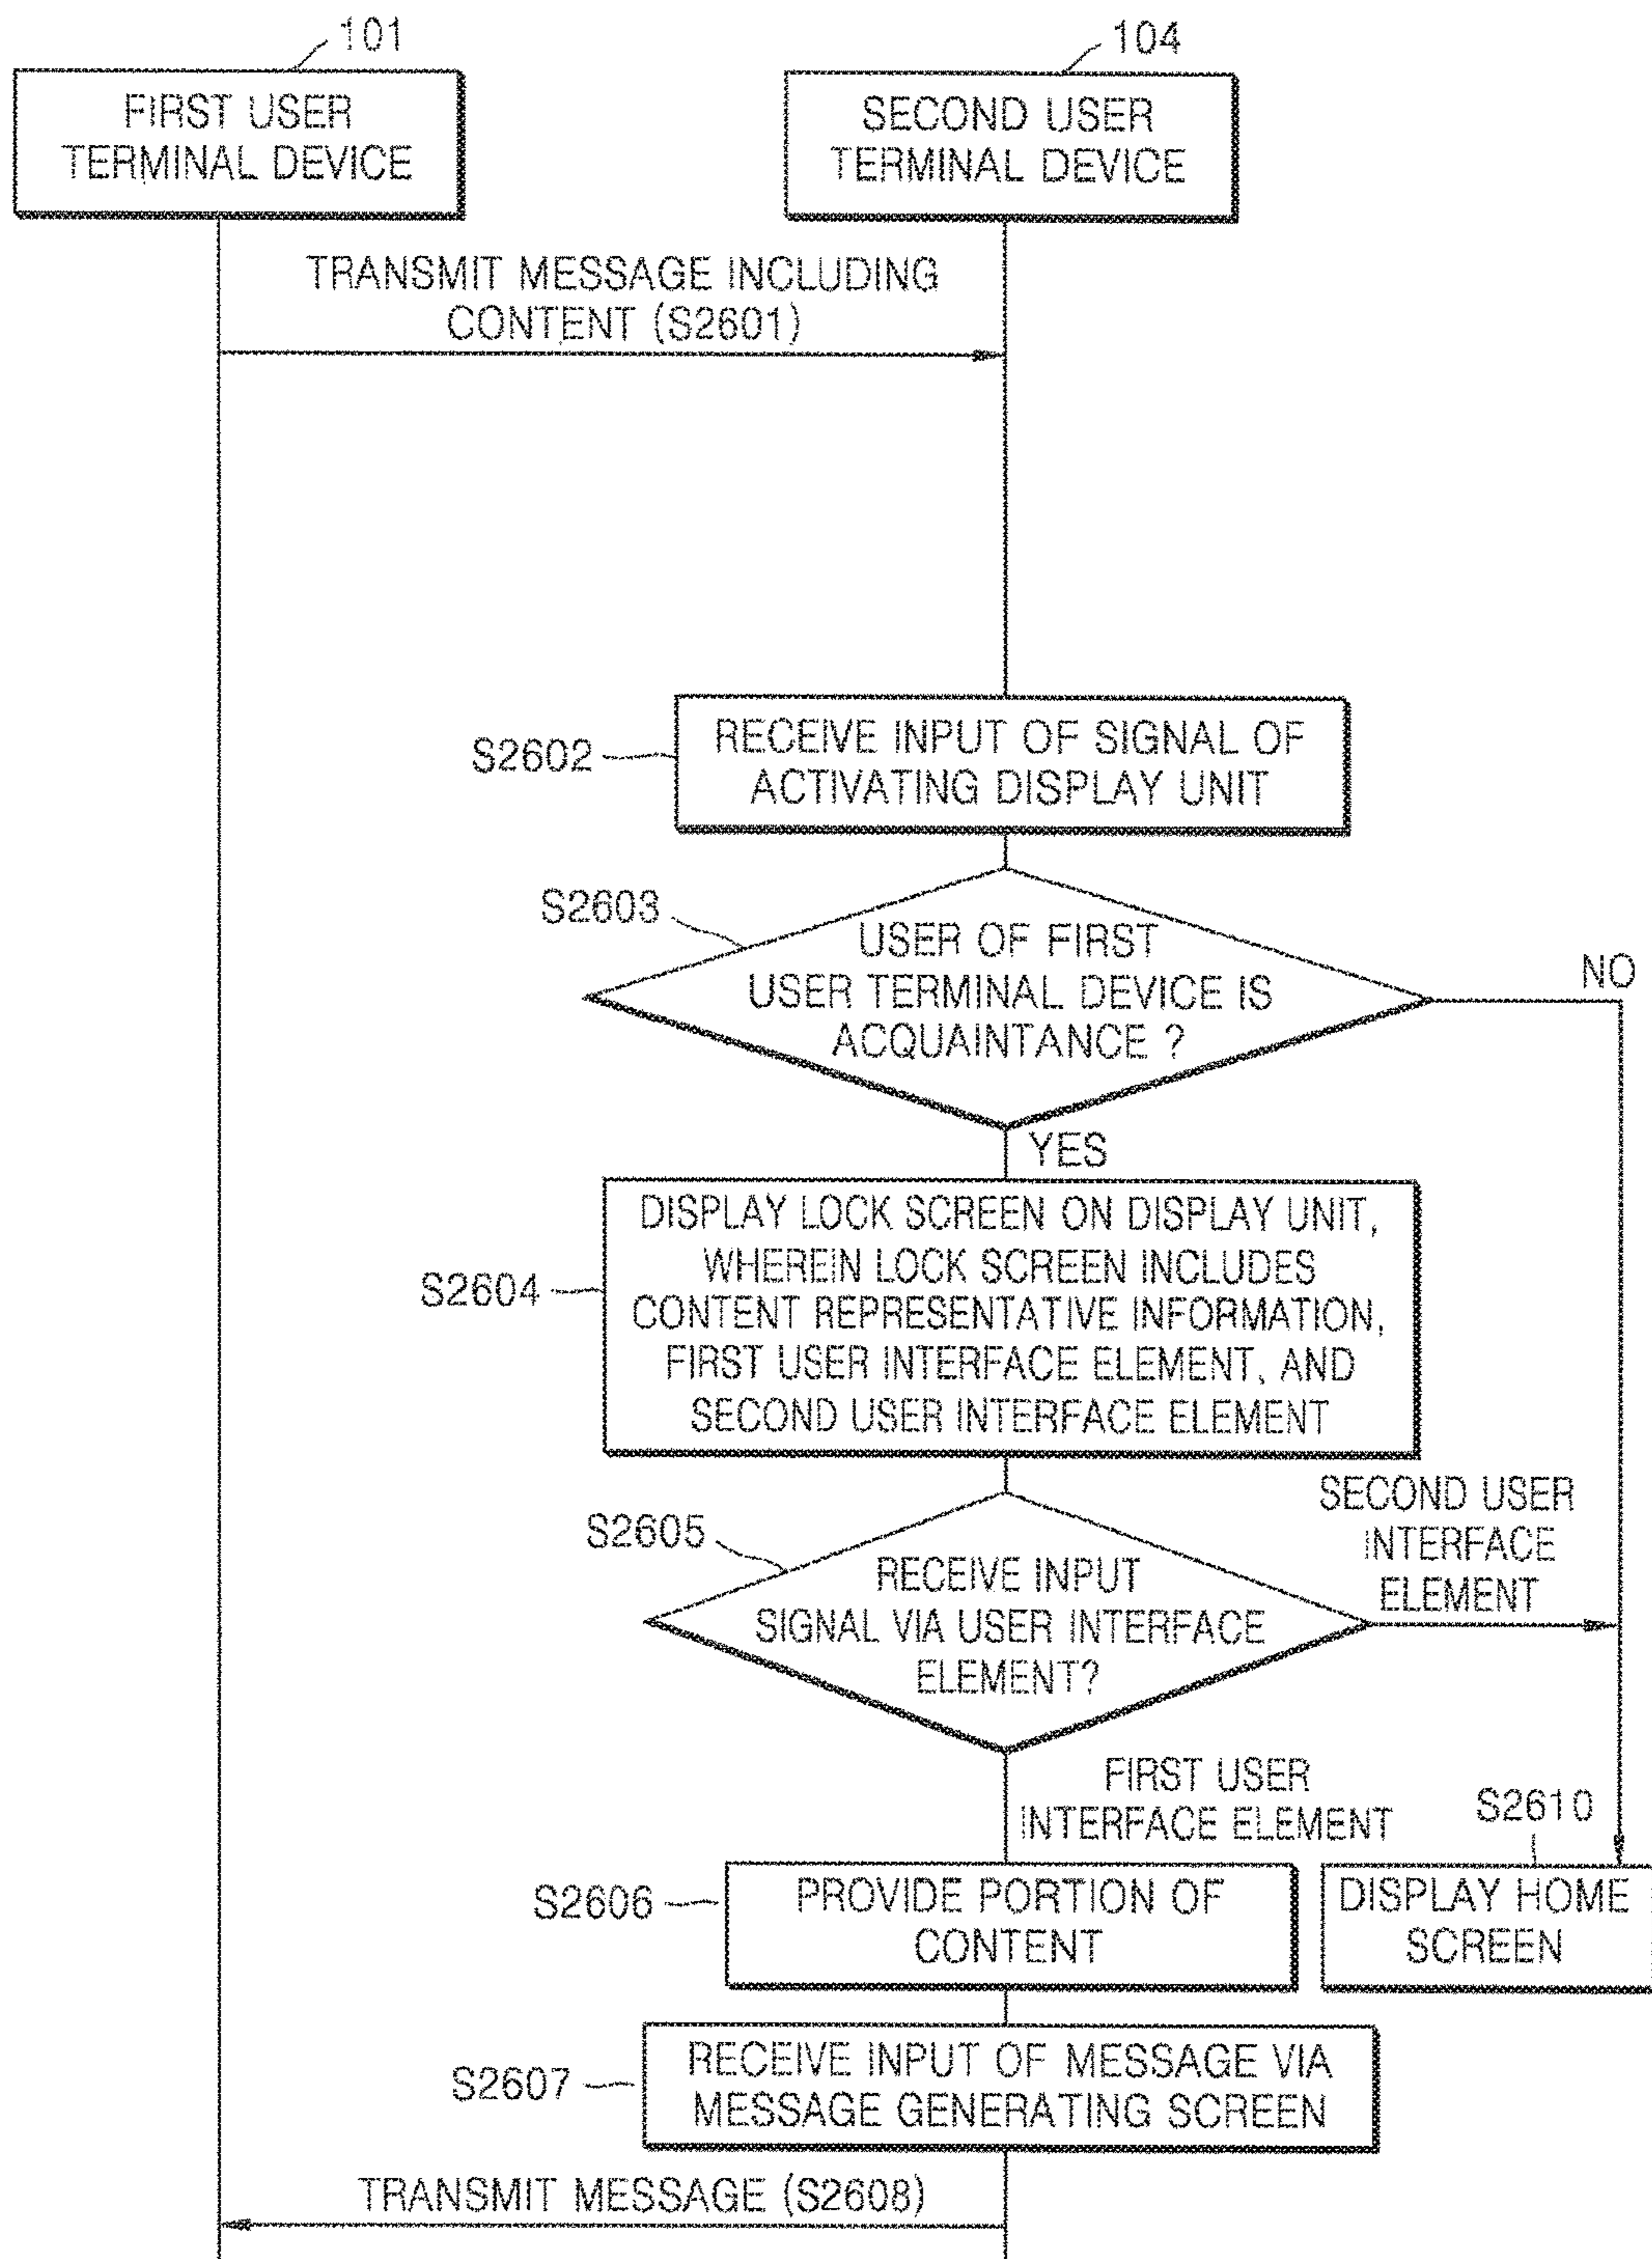 101
104
FIRST USER
TERMINAL DEVICE
SECOND USER
TERMINAL DEVICE
TRANSMIT MESSAGE INCLUDING
CONTENT (S2601)
S2602
RECEIVE INPUT OF SIGNAL OF
ACTIVATING DISPLAY UNIT
S2603
USER OF FIRST
USER TERMINAL DEVICE IS
ACQUAINTANCE ?
NO
YES
S2604
DISPLAY LOCK SCREEN ON DISPLAY UNIT,
WHEREIN LOCK SCREEN INCLUDES
CONTENT REPRESENTATIVE INFORMATION,
FIRST USER INTERFACE ELEMENT, AND
SECOND USER INTERFACE ELEMENT
S2605
RECEIVE INPUT
SIGNAL VIA USER INTERFACE
ELEMENT?
SECOND USER
INTERFACE
ELEMENT
FIRST USER
INTERFACE ELEMENT
S2610
S2606
PROVIDE PORTION OF
CONTENT
DISPLAY HOME
SCREEN
S2607
RECEIVE INPUT OF MESSAGE VIA
MESSAGE GENERATING SCREEN
TRANSMIT MESSAGE (S2608)